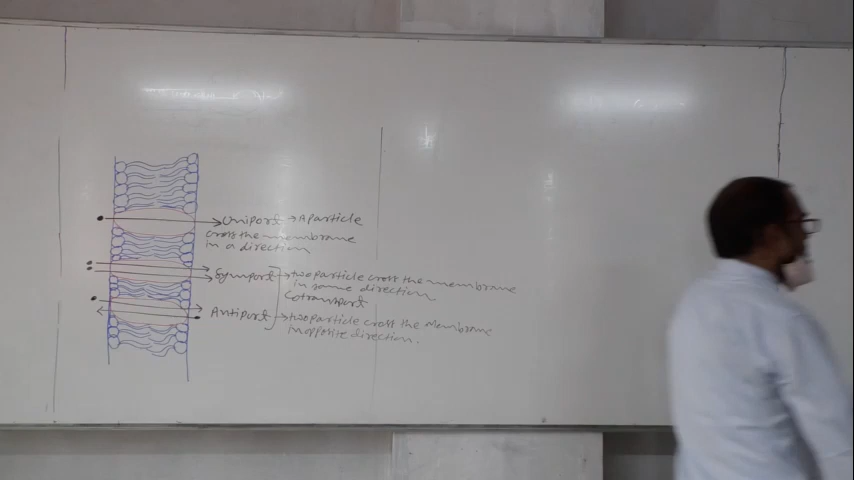 Uniport → A particle
cross the membrane
in a direction
Symport → two particle cross the membrane
in same direction
Cotransport
Antiport → two particle cross the Membrane
in opposite direction.